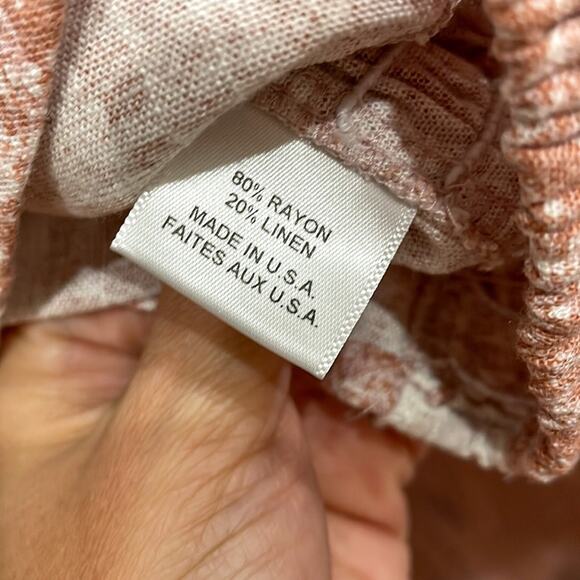 80% RAYON
20% LINEN
MADE IN U.S.A.
FAITES AUX U.S.A.